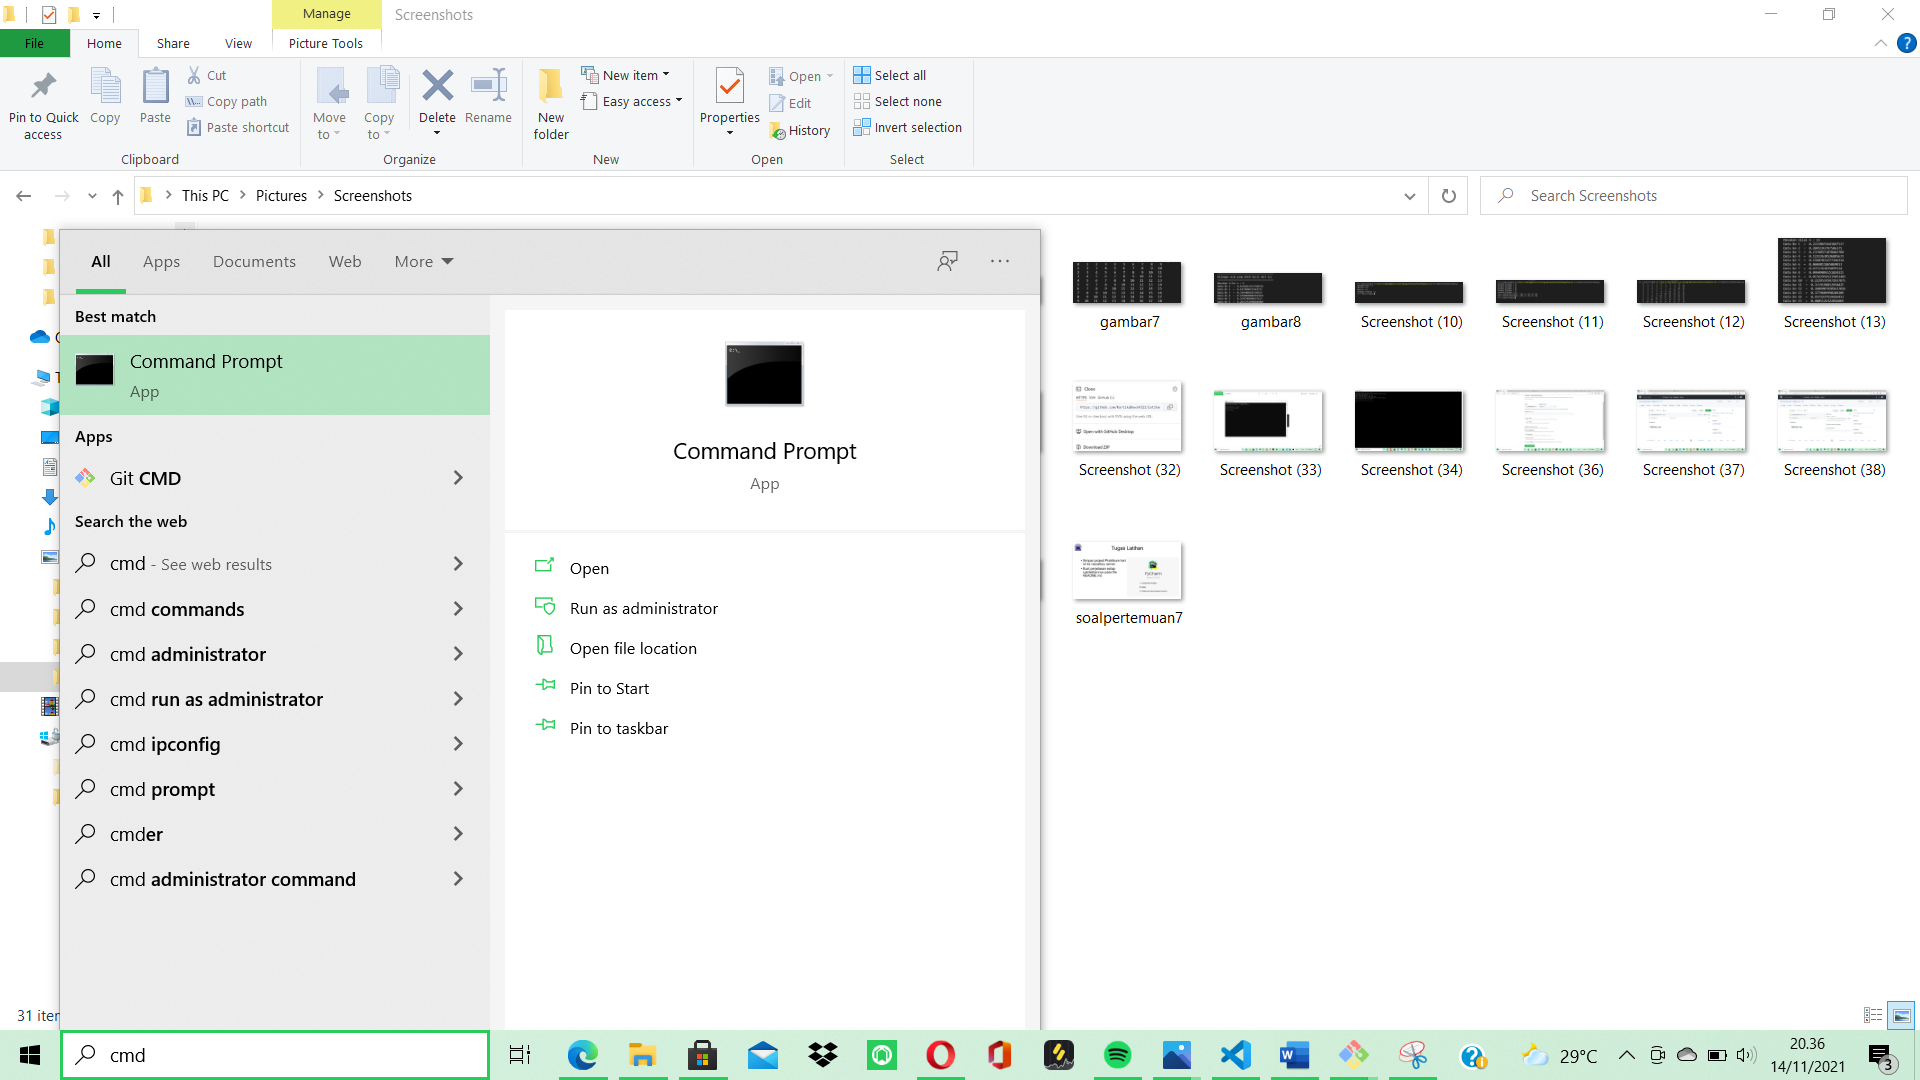 Manage
Screenshots
File
Home
Share
View
Picture Tools
Pin to Quick access
Copy
Paste
Cut
Copy path
Paste shortcut
Clipboard
Move to
Copy to
Delete
Rename
Organize
New folder
New item
Easy access
New
Properties
Open
Edit
History
Open
Select all
Select none
Invert selection
Select
This PC
Pictures
Screenshots
Search Screenshots
All
Apps
Documents
Web
More
Best match
Command Prompt
App
Apps
Git CMD
Search the web
cmd - See web results
cmd commands
cmd administrator
cmd run as administrator
cmd ipconfig
cmd prompt
cmder
cmd administrator command
Command Prompt
App
Open
Run as administrator
Open file location
Pin to Start
Pin to taskbar
gambar7
gambar8
Screenshot (10)
Screenshot (11)
Screenshot (12)
Screenshot (13)
Screenshot (32)
Screenshot (33)
Screenshot (34)
Screenshot (36)
Screenshot (37)
Screenshot (38)
Tugas Latihan
soalpertemuan7
31 iter
cmd
29°C
20.36
14/11/2021
3